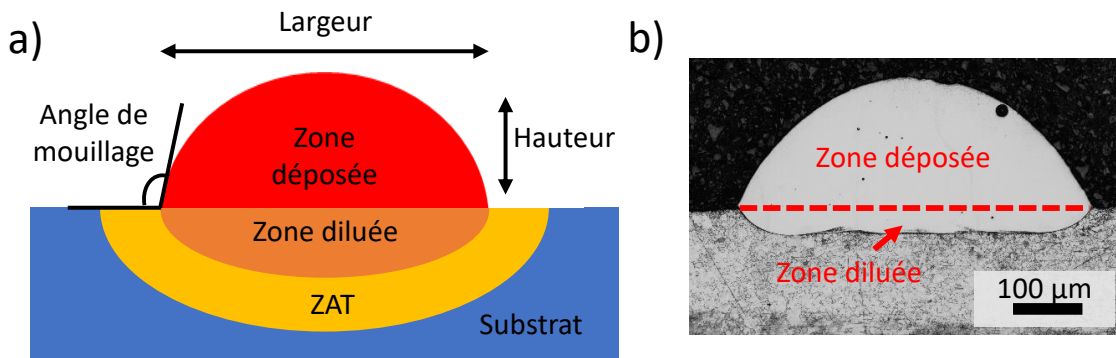 a)
Largeur
Angle de
mouillage
Zone
déposée
Hauteur
Zone diluée
ZAT
Substrat
b)
Zone déposée
Zone diluée
100 µm